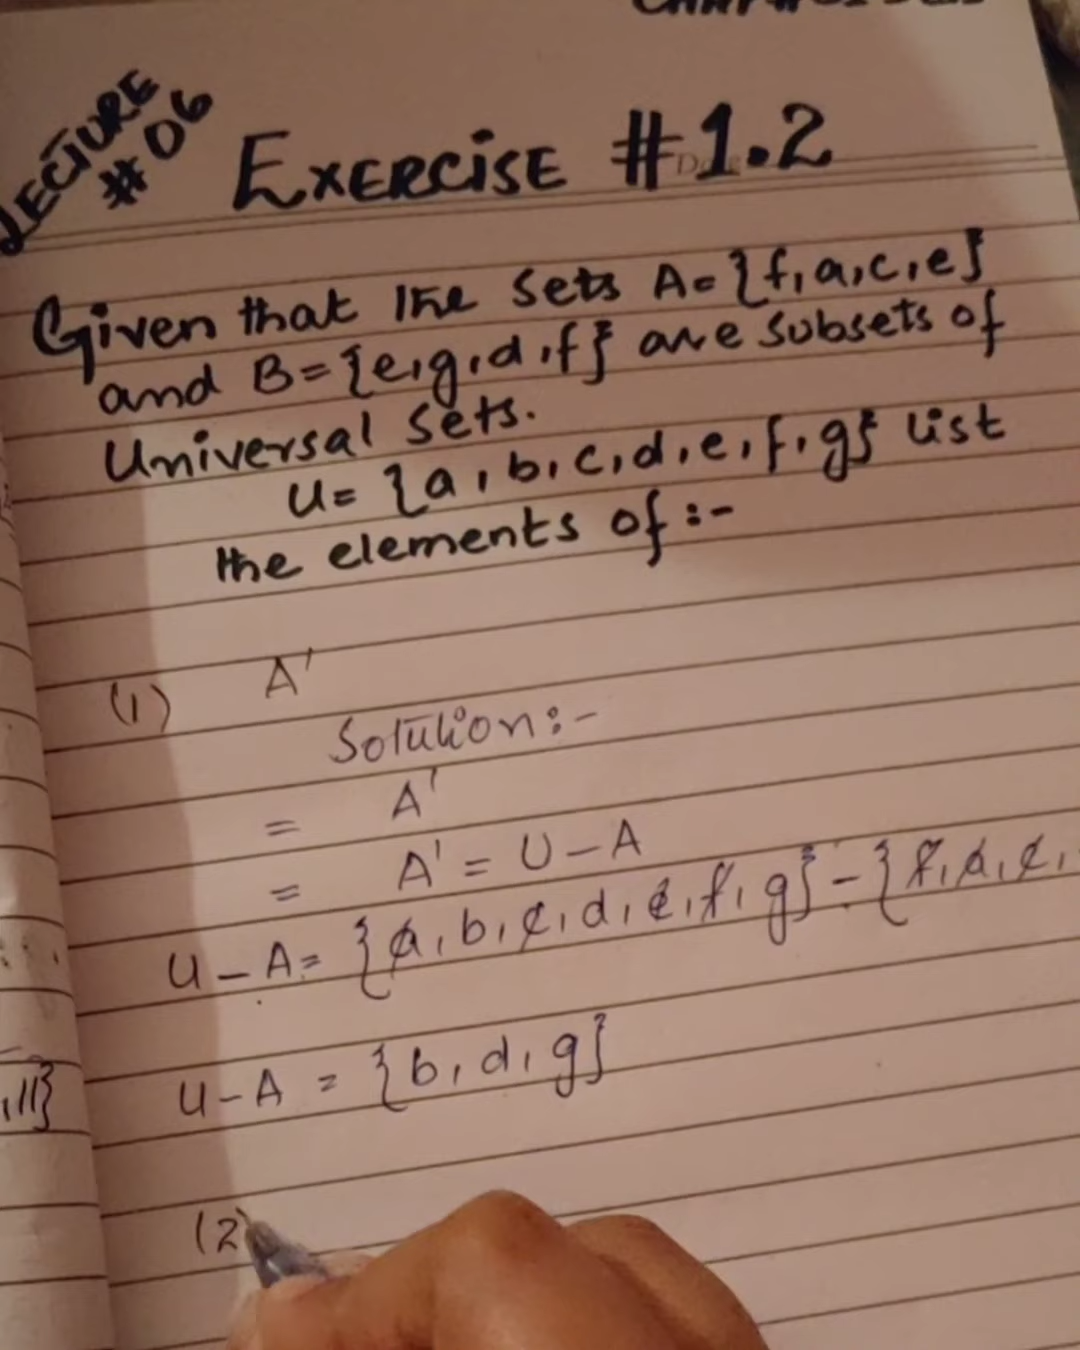 LECTURE
#06
EXERCISE #1.2
Given that the Sets A={f,a,c,e}
and B={e,g,d,f} are subsets of
Universal Sets.
U= {a,b,c,d,e,f,g} list
the elements of :-
(1) A'
Solution:-
= A'
= A' = U-A
U-A= {a,b,c,d,e,f,g} - {f,a,c,
U-A = {b,d,g}
,11}
(2)